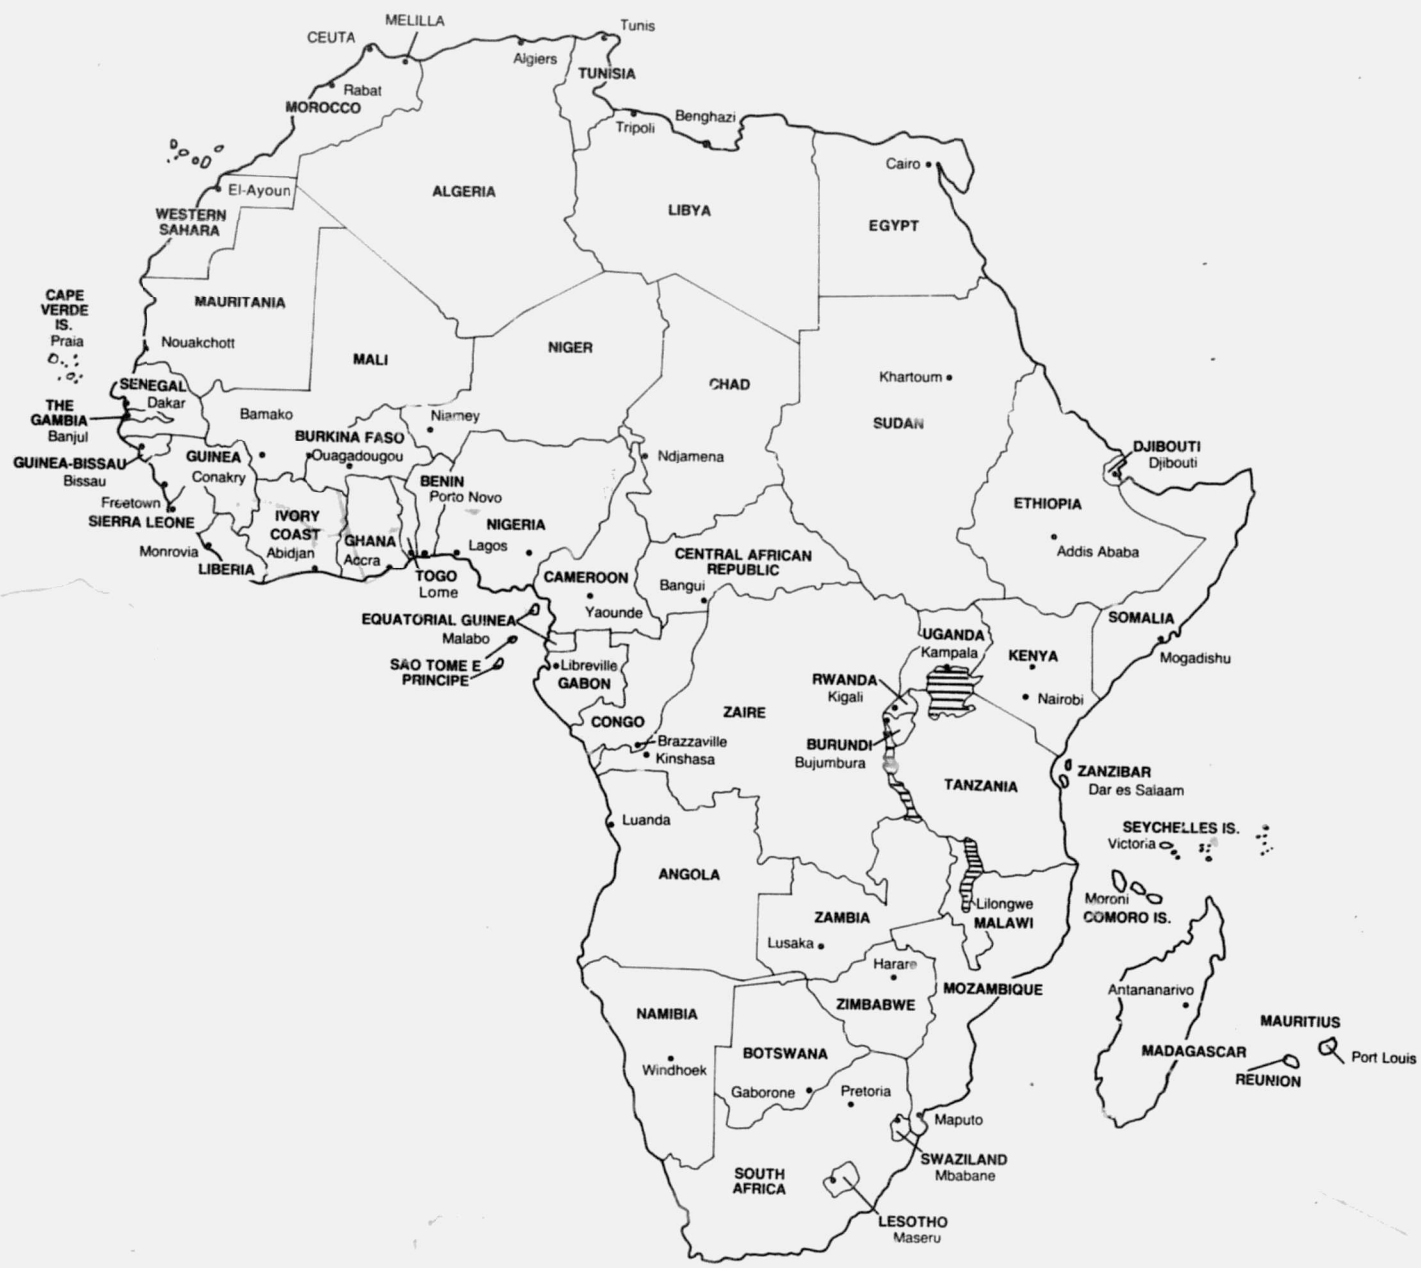 MELILLA
CEUTA
Tunis
Algiers
TUNISIA
Rabat
MOROCCO
Benghazi
Tripoli
Cairo
El-Ayoun
ALGERIA
LIBYA
EGYPT
WESTERN
SAHARA
CAPE
VERDE
IS.
Praia
MAURITANIA
Nouakchott
MALI
NIGER
CHAD
Khartoum
SUDAN
SENEGAL
Dakar
THE
GAMBIA
Banjul
Bamako
Niamey
BURKINA FASO
Ouagadougou
GUINEA-BISSAU
Bissau
GUINEA
Conakry
Ndjamena
DJIBOUTI
Djibouti
BENIN
Porto Novo
Freetown
SIERRA LEONE
IVORY
COAST
Abidjan
GHANA
Accra
NIGERIA
Lagos
ETHIOPIA
Addis Ababa
Monrovia
LIBERIA
TOGO
Lome
CAMEROON
Yaounde
CENTRAL AFRICAN
REPUBLIC
Bangui
EQUATORIAL GUINEA
Malabo
SAO TOME E
PRINCIPE
Libreville
GABON
UGANDA
Kampala
KENYA
Nairobi
SOMALIA
Mogadishu
RWANDA
Kigali
CONGO
Brazzaville
Kinshasa
ZAIRE
BURUNDI
Bujumbura
TANZANIA
ZANZIBAR
Dar es Salaam
Luanda
SEYCHELLES IS.
Victoria
ANGOLA
Moroni
COMORO IS.
ZAMBIA
Lusaka
Lilongwe
MALAWI
Harare
ZIMBABWE
MOZAMBIQUE
Antananarivo
NAMIBIA
Windhoek
BOTSWANA
Gaborone
Pretoria
MADAGASCAR
MAURITIUS
Port Louis
REUNION
Maputo
SWAZILAND
Mbabane
SOUTH
AFRICA
LESOTHO
Maseru